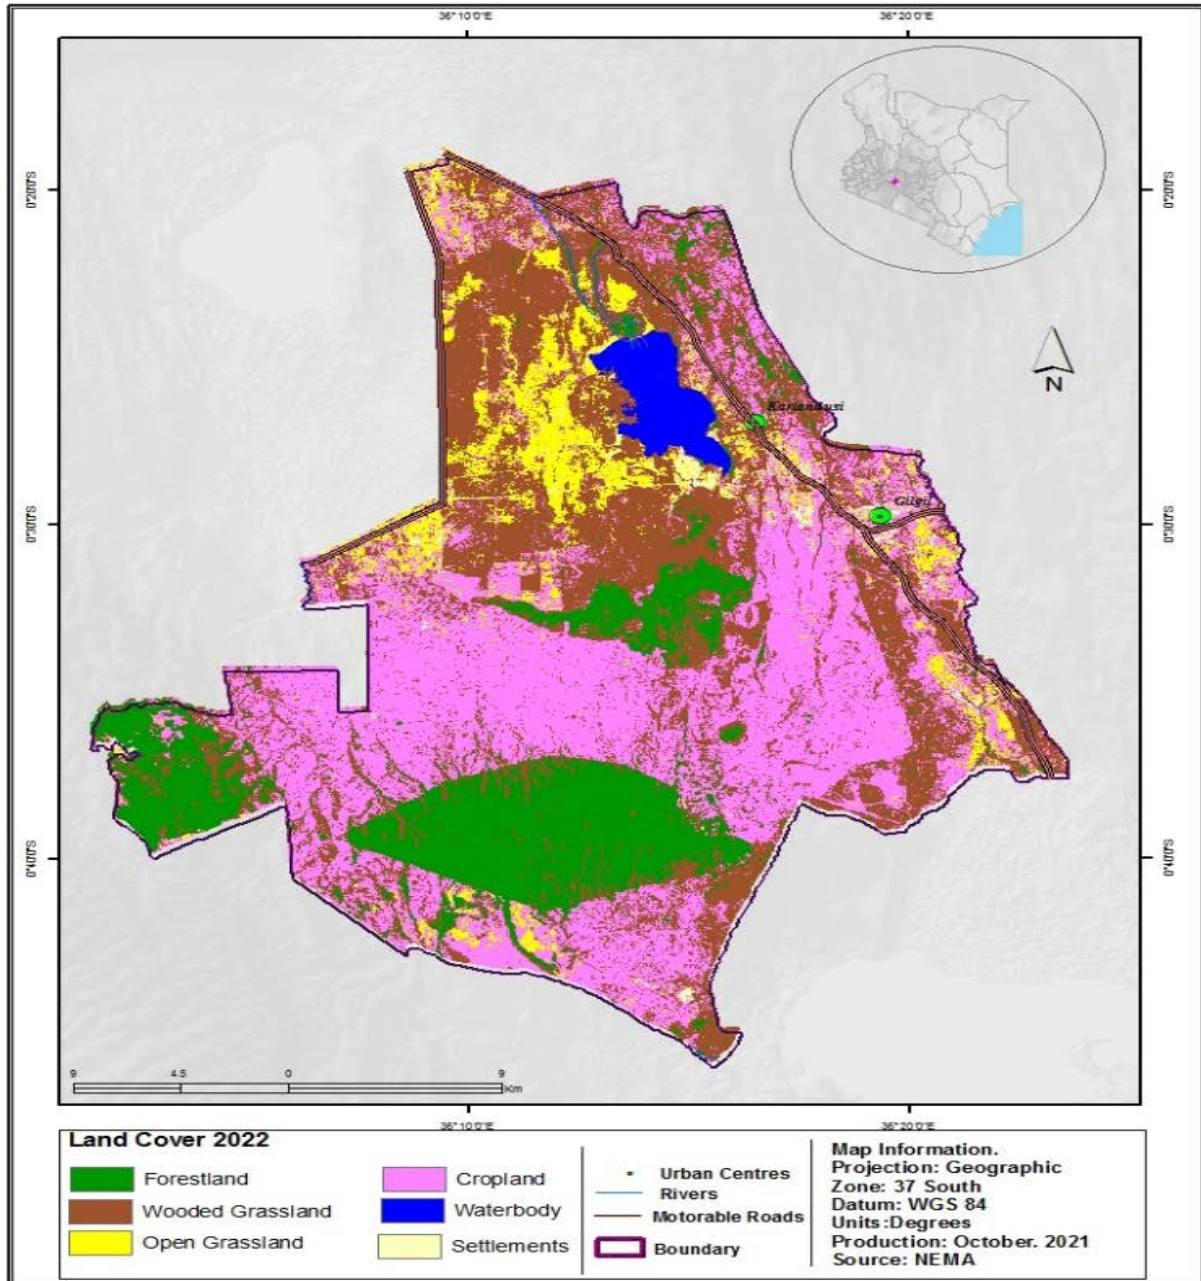 36°10'0"E 36°20'0"E
0°20'0"S 0°20'0"S
Kariandusi
N
Gilgil
0°30'0"S 0°30'0"S
0°40'0"S 0°40'0"S
9 4.5 0 9
Km
36°10'0"E 36°20'0"E
Land Cover 2022
Forestland
Wooded Grassland
Open Grassland
Cropland
Waterbody
Settlements
Urban Centres
Rivers
Motorable Roads
Boundary
Map Information.
Projection: Geographic
Zone: 37 South
Datum: WGS 84
Units:Degrees
Production: October. 2021
Source: NEMA